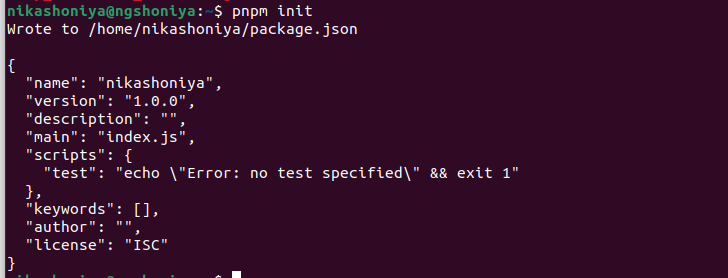 nikashoniya@ngshoniya:~$ pnpm init
Wrote to /home/nikashoniya/package.json
{
  "name": "nikashoniya",
  "version": "1.0.0",
  "description": "",
  "main": "index.js",
  "scripts": {
    "test": "echo \"Error: no test specified\" && exit 1"
  },
  "keywords": [],
  "author": "",
  "license": "ISC"
}